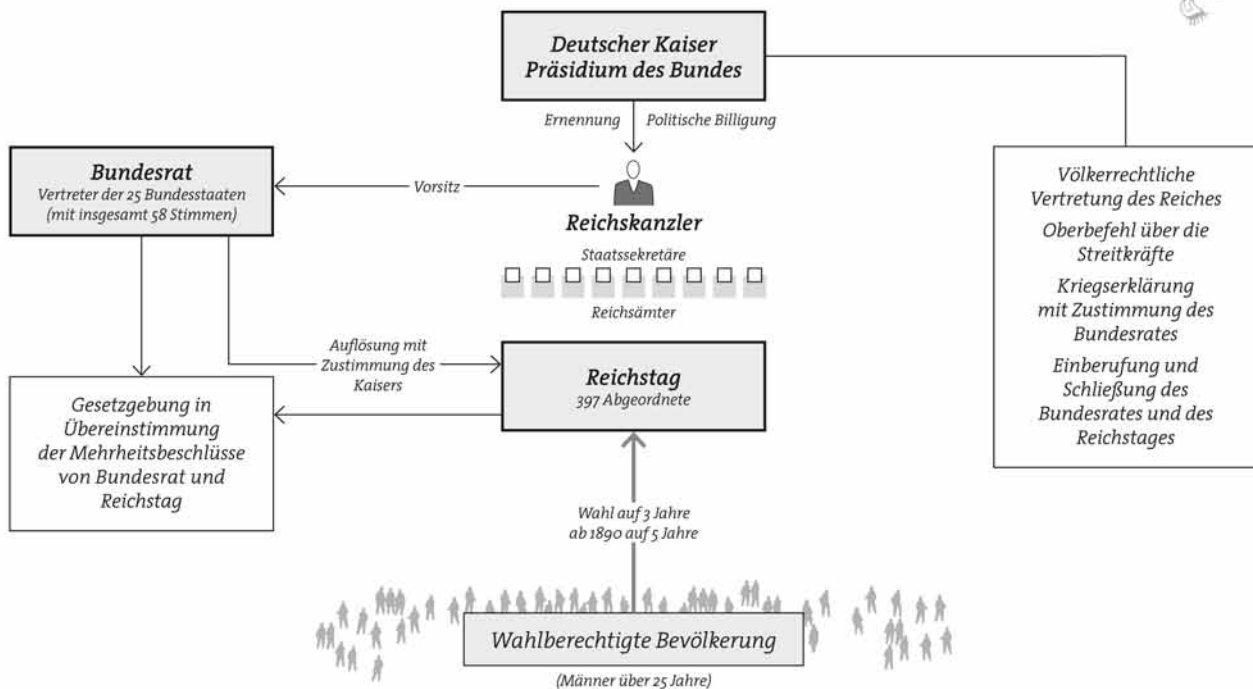 Deutscher Kaiser
Präsidium des Bundes
Ernennung
Politische Billigung
Bundesrat
Vertreter der 25 Bundesstaaten
(mit insgesamt 58 Stimmen)
Vorsitz
Reichskanzler
Staatssekretäre
Reichsämter
Völkerrechtliche
Vertretung des Reiches
Oberbefehl über die
Streitkräfte
Kriegserklärung
mit Zustimmung des
Bundesrates
Einberufung und
Schließung des
Bundesrates und des
Reichstages
Auflösung mit
Zustimmung des
Kaisers
Reichstag
397 Abgeordnete
Gesetzgebung in
Übereinstimmung
der Mehrheitsbeschlüsse
von Bundesrat und
Reichstag
Wahl auf 3 Jahre
ab 1890 auf 5 Jahre
Wahlberechtigte Bevölkerung
(Männer über 25 Jahre)